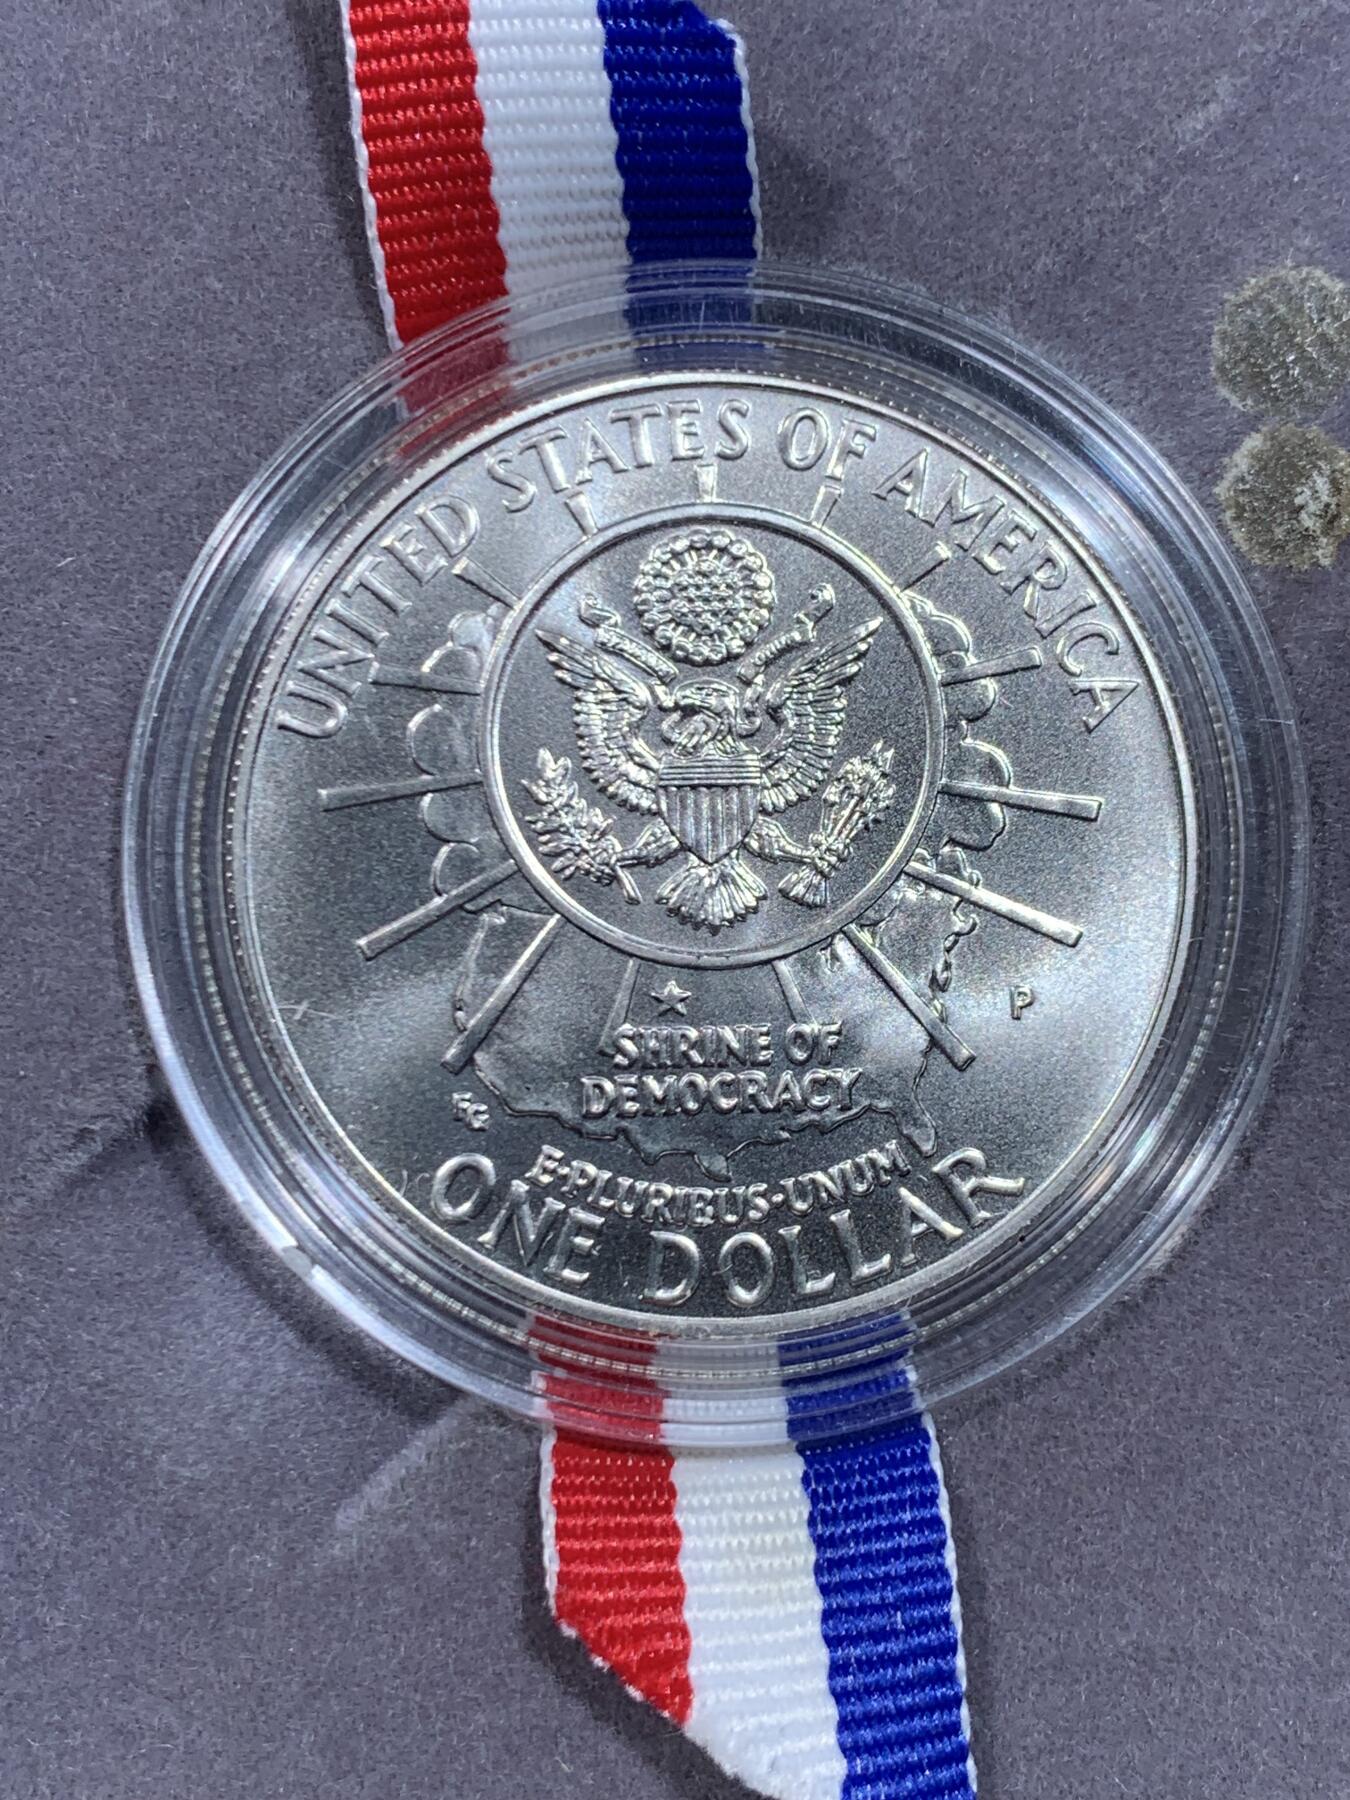 UNITED STATES OF AMERICA
P
SHRINE OF
DEMOCRACY
FG
E·PLURIBUS·UNUM
ONE DOLLAR